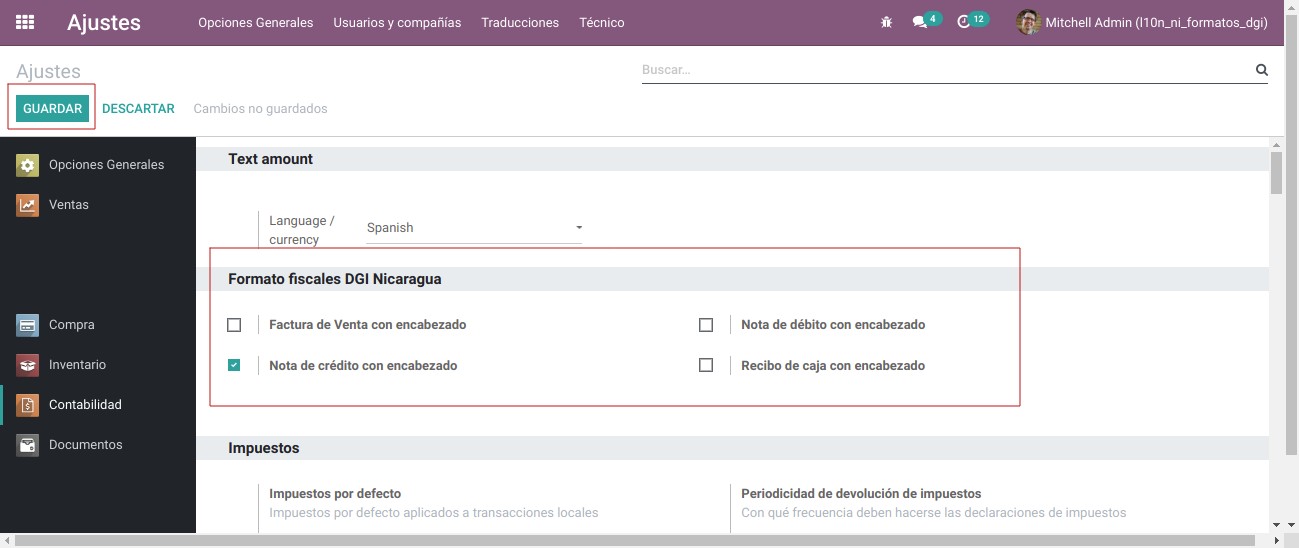 Ajustes Opciones Generales Usuarios y compañías Traducciones Técnico 4 12 Mitchell Admin (l10n_ni_formatos_dgi)
Ajustes
Buscar...
GUARDAR DESCARTAR Cambios no guardados
Opciones Generales
Ventas
Compra
Inventario
Contabilidad
Documentos
Text amount
Language /
currency
Spanish
Formato fiscales DGI Nicaragua
Factura de Venta con encabezado
Nota de débito con encabezado
Nota de crédito con encabezado
Recibo de caja con encabezado
Impuestos
Impuestos por defecto
Impuestos por defecto aplicados a transacciones locales
Periodicidad de devolución de impuestos
Con qué frecuencia deben hacerse las declaraciones de impuestos